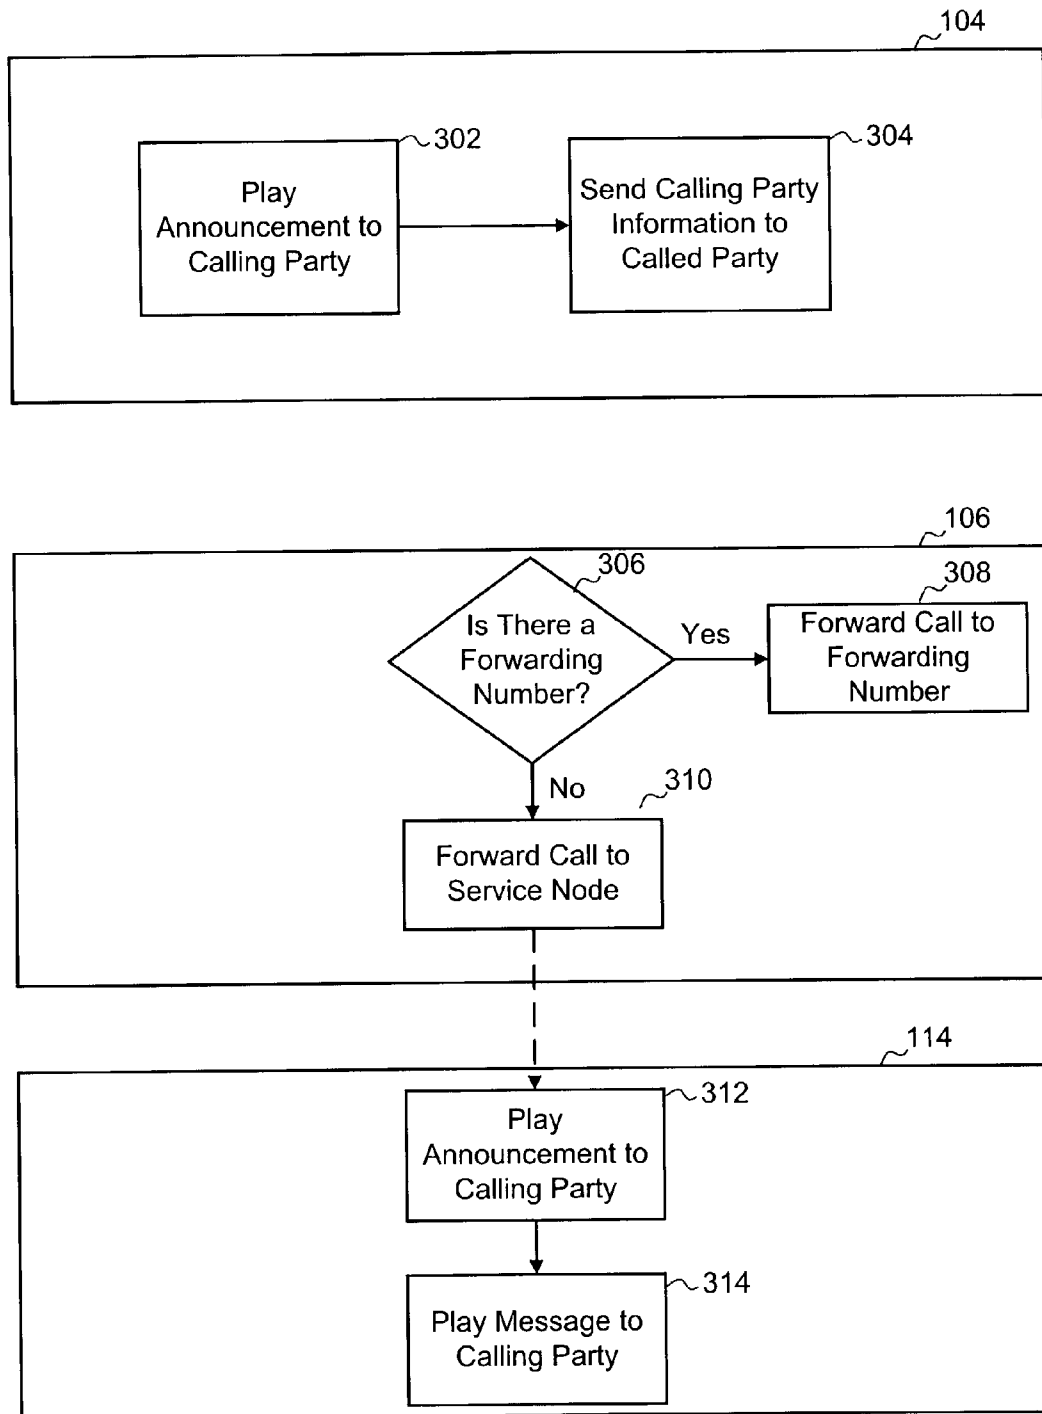 104
302
Play
Announcement to
Calling Party
304
Send Calling Party
Information to
Called Party
106
306
Is There a
Forwarding
Number?
Yes
308
Forward Call to
Forwarding
Number
No
310
Forward Call to
Service Node
114
312
Play
Announcement to
Calling Party
314
Play Message to
Calling Party